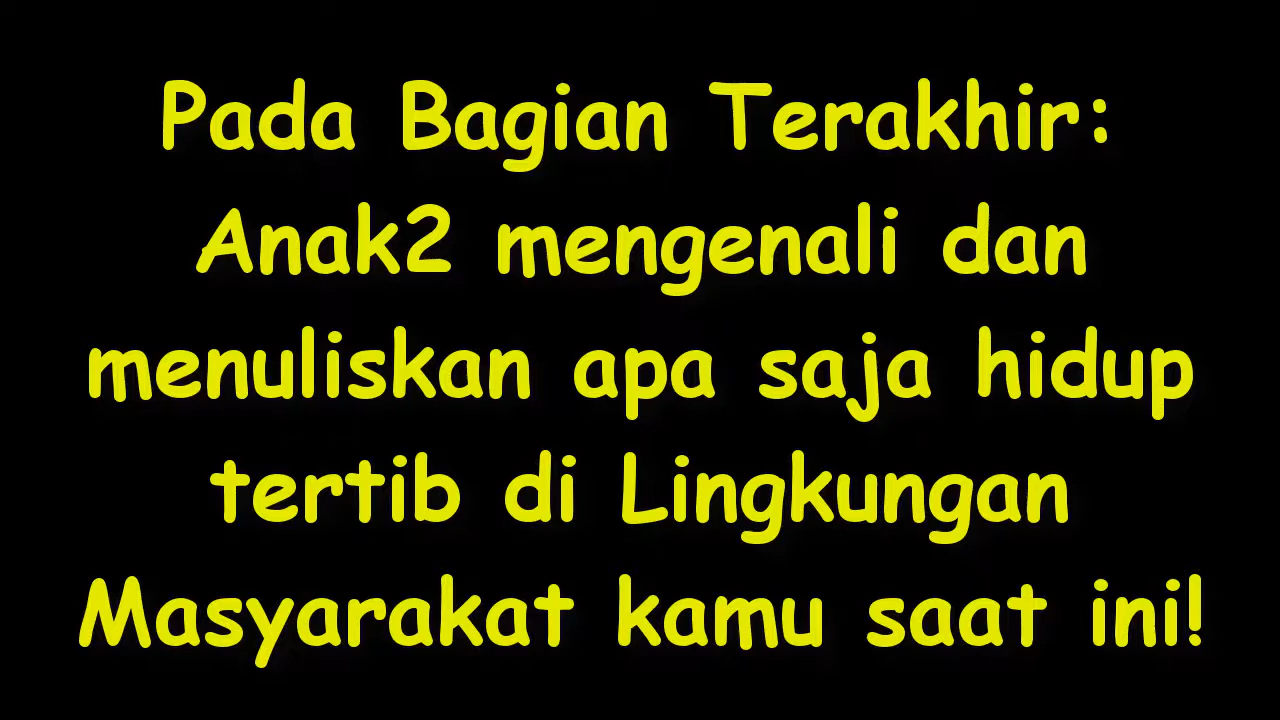 Pada Bagian Terakhir:
Anak2 mengenali dan
menuliskan apa saja hidup
tertib di Lingkungan
Masyarakat kamu saat ini!